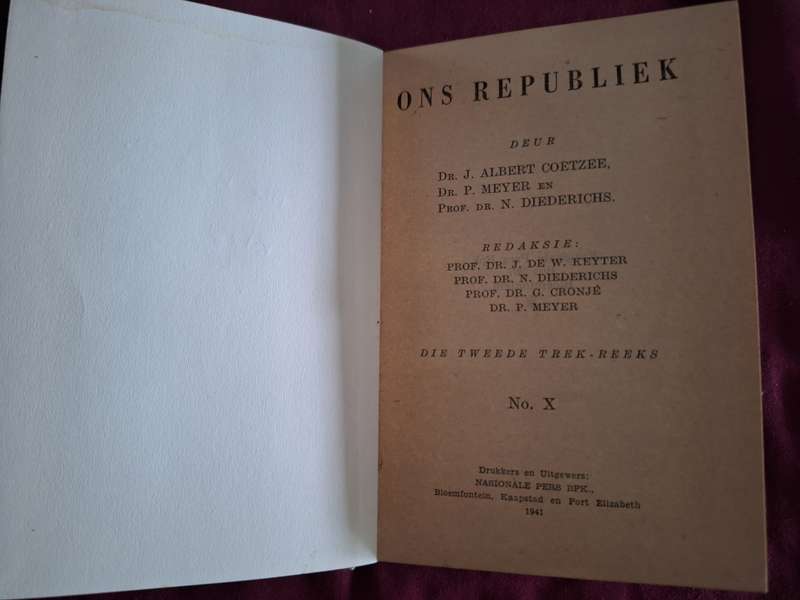 ONS REPUBLIEK
DEUR
DR. J. ALBERT COETZEE,
DR. P. MEYER EN
PROF. DR. N. DIEDERICHS.
REDAKSIE:
PROF. DR. J. DE W. KEYTER
PROF. DR. N. DIEDERICHS
PROF. DR. G. CRONJÉ
DR. P. MEYER
DIE TWEEDE TREK-REEKS
No. X
Drukkers en Uitgewers:
NASIONALE PERS BPK.,
Bloemfontein, Kaapstad en Port Elizabeth
1941